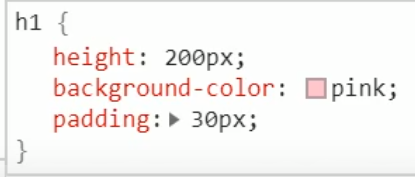 h1 {
height: 200px;
background-color: pink;
padding: 30px;
}